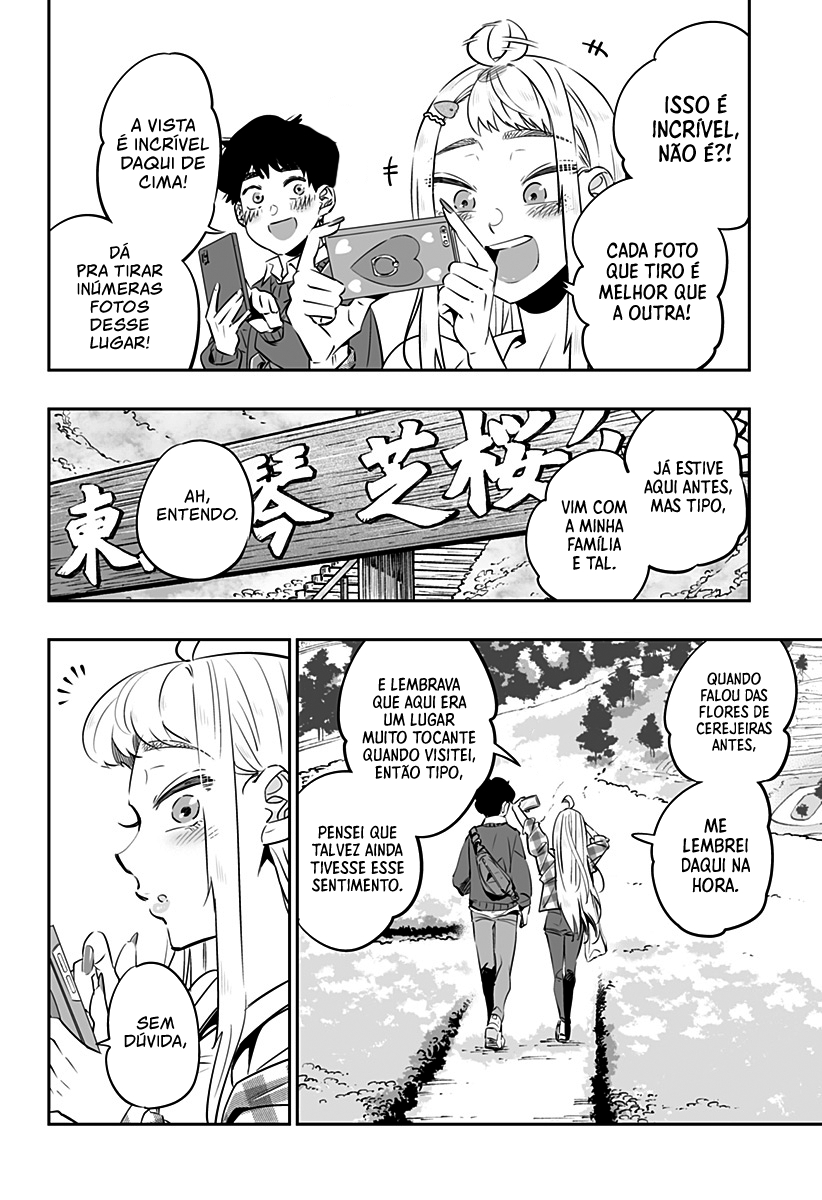 ISSO É
INCRÍVEL,
NÃO É?!
CADA FOTO
QUE TIRO É
MELHOR QUE
A OUTRA!
A VISTA
É INCRÍVEL
DAQUI DE
CIMA!
DÁ
PRA TIRAR
INÚMERAS
FOTOS
DESSE
LUGAR!
JÁ ESTIVE
AQUI ANTES,
MAS TIPO,
VIM COM
A MINHA
FAMÍLIA
E TAL.
AH,
ENTENDO.
東 琴芝桜
QUANDO
FALOU DAS
FLORES DE
CEREJEIRAS
ANTES,
ME
LEMBREI
DAQUI NA
HORA.
E LEMBRAVA
QUE AQUI ERA
UM LUGAR
MUITO TOCANTE
QUANDO VISITEI,
ENTÃO TIPO,
PENSEI QUE
TALVEZ AINDA
TIVESSE ESSE
SENTIMENTO.
SEM
DÚVIDA,